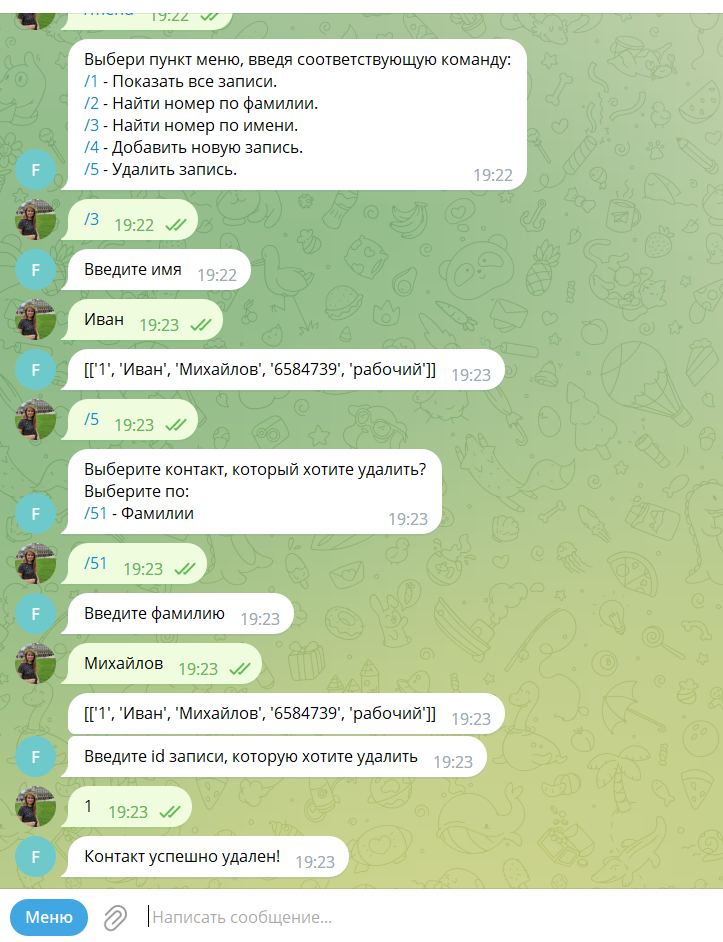 19:22
Выбери пункт меню, введя соответствующую команду:
/1 - Показать все записи.
/2 - Найти номер по фамилии.
/3 - Найти номер по имени.
/4 - Добавить новую запись.
/5 - Удалить запись.
F
19:22
/3 19:22
F Введите имя 19:22
Иван 19:23
F [['1', 'Иван', 'Михайлов', '6584739', 'рабочий']] 19:23
/5 19:23
Выберите контакт, который хотите удалить?
Выберите по:
/51 - Фамилии
F
19:23
/51 19:23
F Введите фамилию 19:23
Михайлов 19:23
[['1', 'Иван', 'Михайлов', '6584739', 'рабочий']] 19:23
F Введите id записи, которую хотите удалить 19:23
1 19:23
F Контакт успешно удален! 19:23
Меню Написать сообщение...